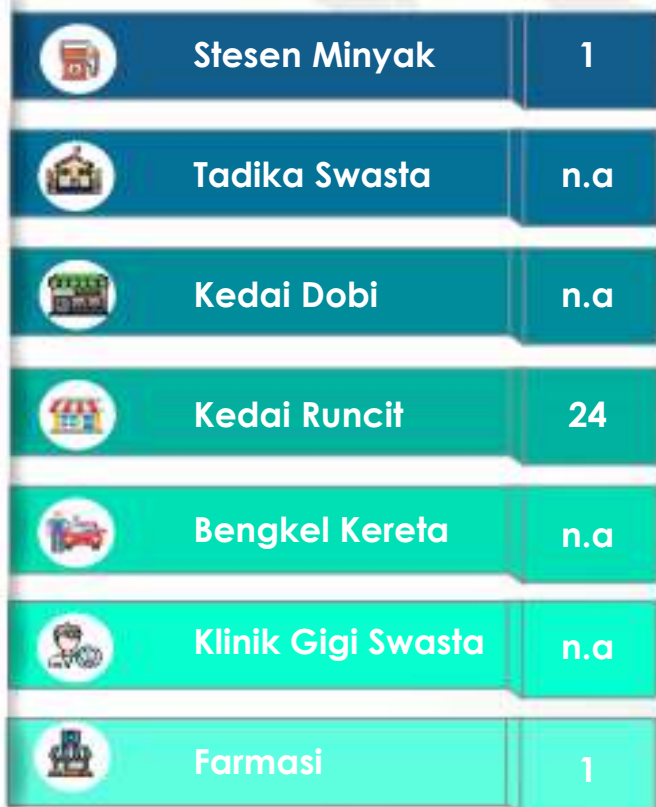 Stesen Minyak 1
Tadika Swasta n.a
Kedai Dobi n.a
Kedai Runcit 24
Bengkel Kereta n.a
Klinik Gigi Swasta n.a
Farmasi 1